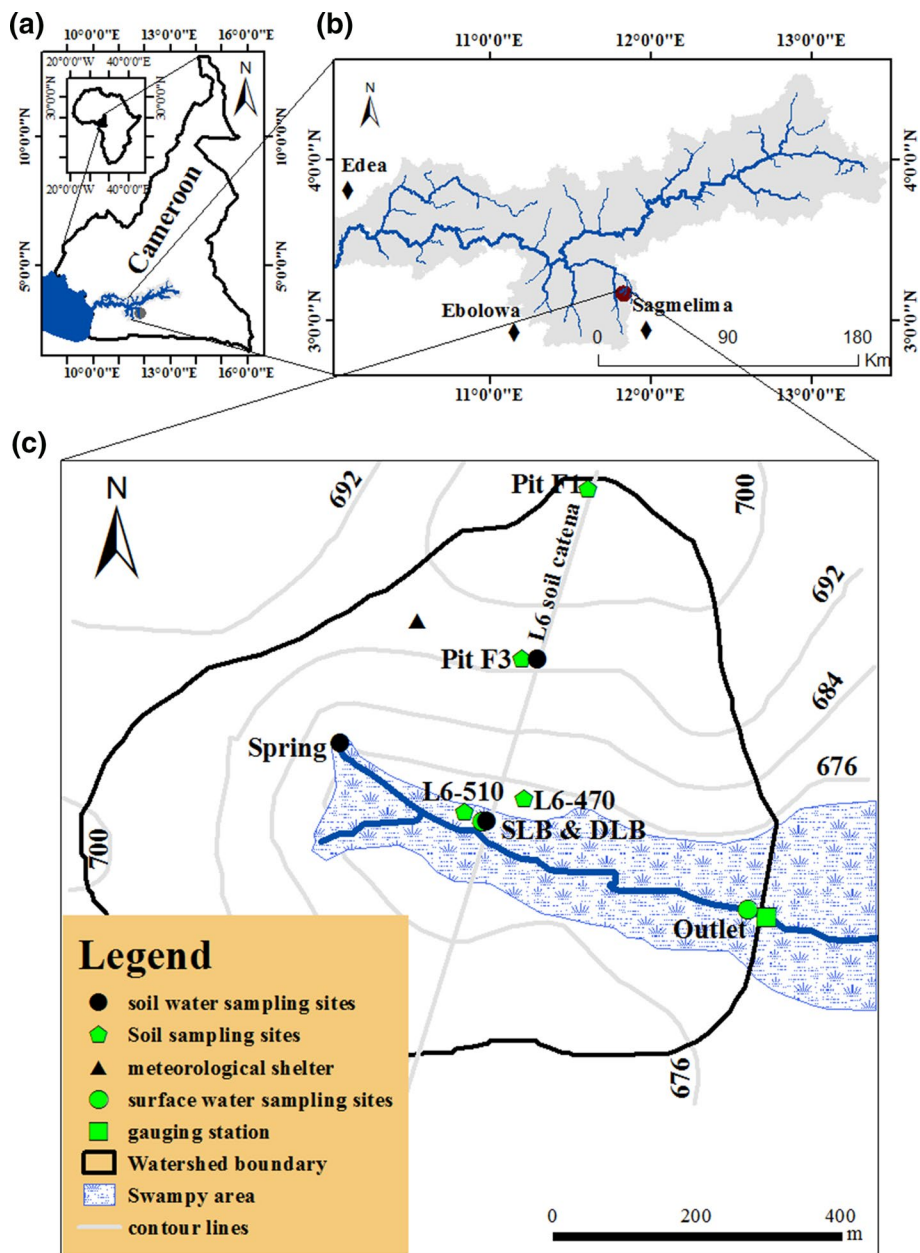 (a)
10°0'0"E 13°0'0"E 16°0'0"E
20°0'0"W 40°0'0"E
30°0'0"N
30°0'0"N
20°0'0"W 40°0'0"E
N
10°0'0"N
10°0'0"N
5°0'0"N
5°0'0"N
Cameroon
10°0'0"E 13°0'0"E 16°0'0"E
(b)
11°0'0"E 12°0'0"E 13°0'0"E
N
4°0'0"N
4°0'0"N
Edea
Ebolowa
Sagmelima
3°0'0"N
3°0'0"N
0 90 180
Km
11°0'0"E 12°0'0"E 13°0'0"E
(c)
N
692
Pit F1
700
L6 soil catena
692
Pit F3
684
Spring
676
L6-510
L6-470
SLB & DLB
700
Outlet
676
Legend
soil water sampling sites
Soil sampling sites
meteorological shelter
surface water sampling sites
gauging station
Watershed boundary
Swampy area
contour lines
0 200 400
m